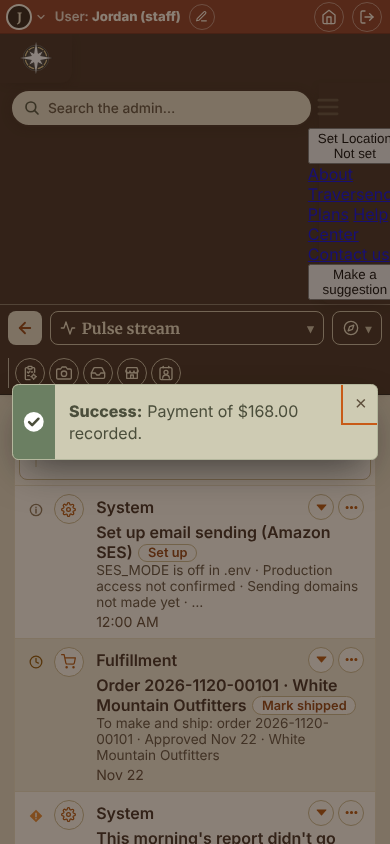 J
User: Jordan (staff)
Search the admin...
Set Location
Not set
About
Traversend
Plans Help
Center
Contact us
Make a
suggestion
Pulse stream
Success: Payment of $168.00
recorded.
System
Set up email sending (Amazon
SES) Set up
SES_MODE is off in .env · Production
access not confirmed · Sending domains
not made yet · ...
12:00 AM
Fulfillment
Order 2026-1120-00101 · White
Mountain Outfitters Mark shipped
To make and ship: order 2026-1120-
00101 · Approved Nov 22 · White
Mountain Outfitters
Nov 22
System
This morning's report didn't go